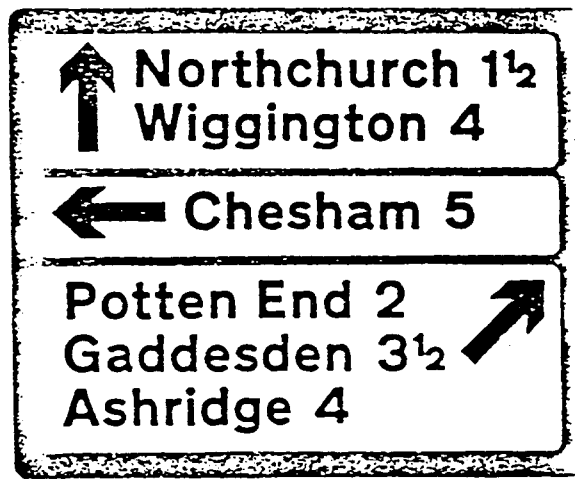 Northchurch 1½
Wiggington 4
Chesham 5
Potten End 2
Gaddesden 3½
Ashridge 4